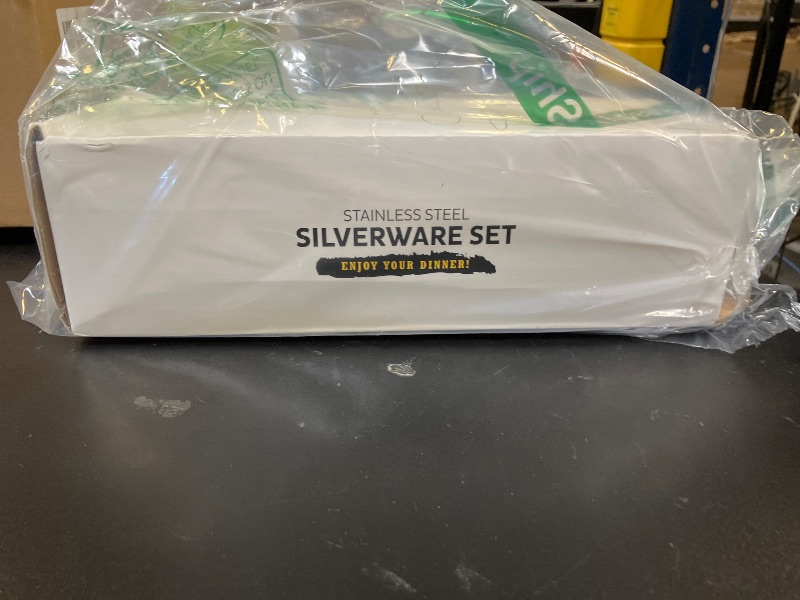 STAINLESS STEEL
SILVERWARE SET
ENJOY YOUR DINNER!